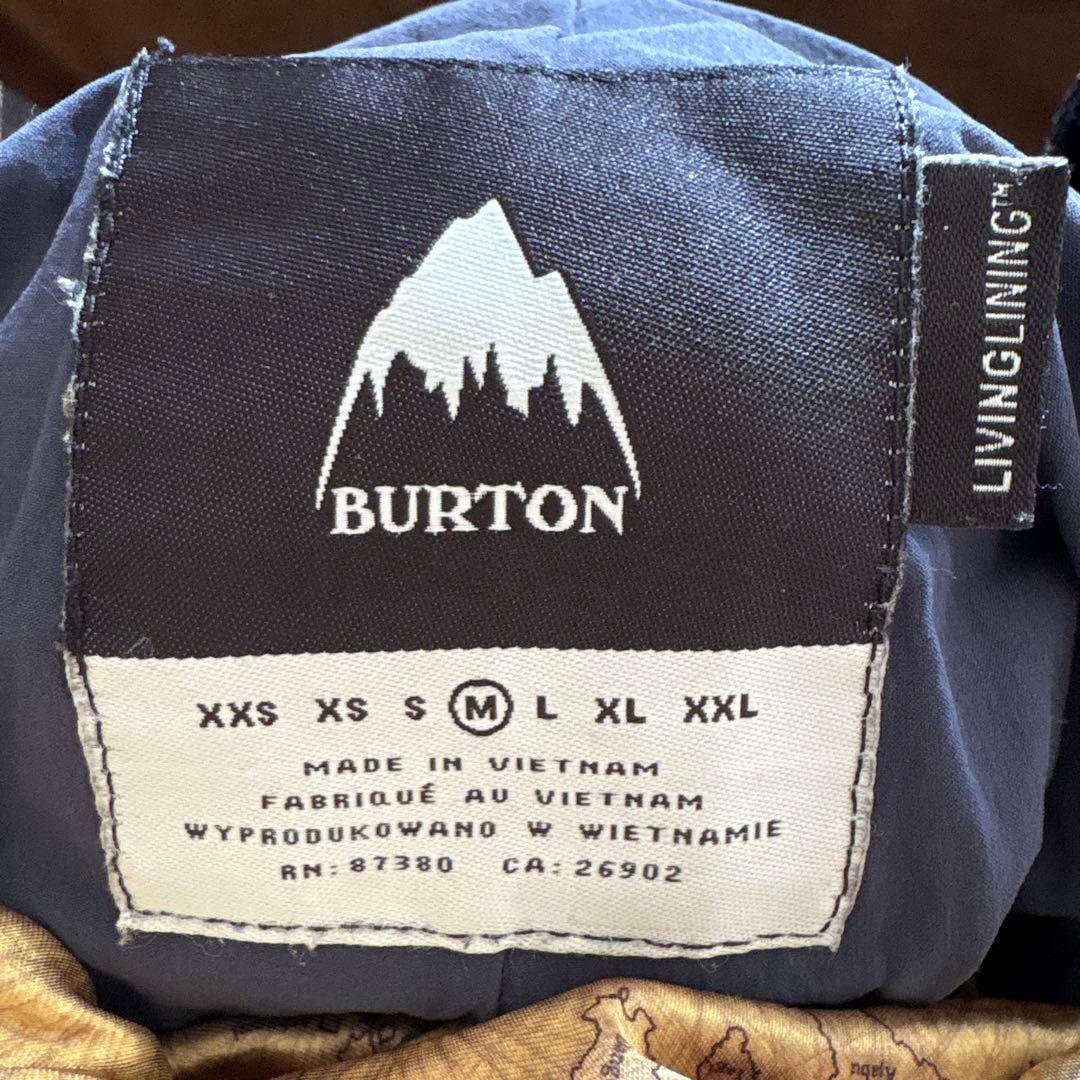 BURTON
LIVINGLINING™
XXS XS S M L XL XXL
MADE IN VIETNAM
FABRIQUÉ AU VIETNAM
WYPRODUKOWANO W WIETNAMIE
RN: 87380 CA: 26902